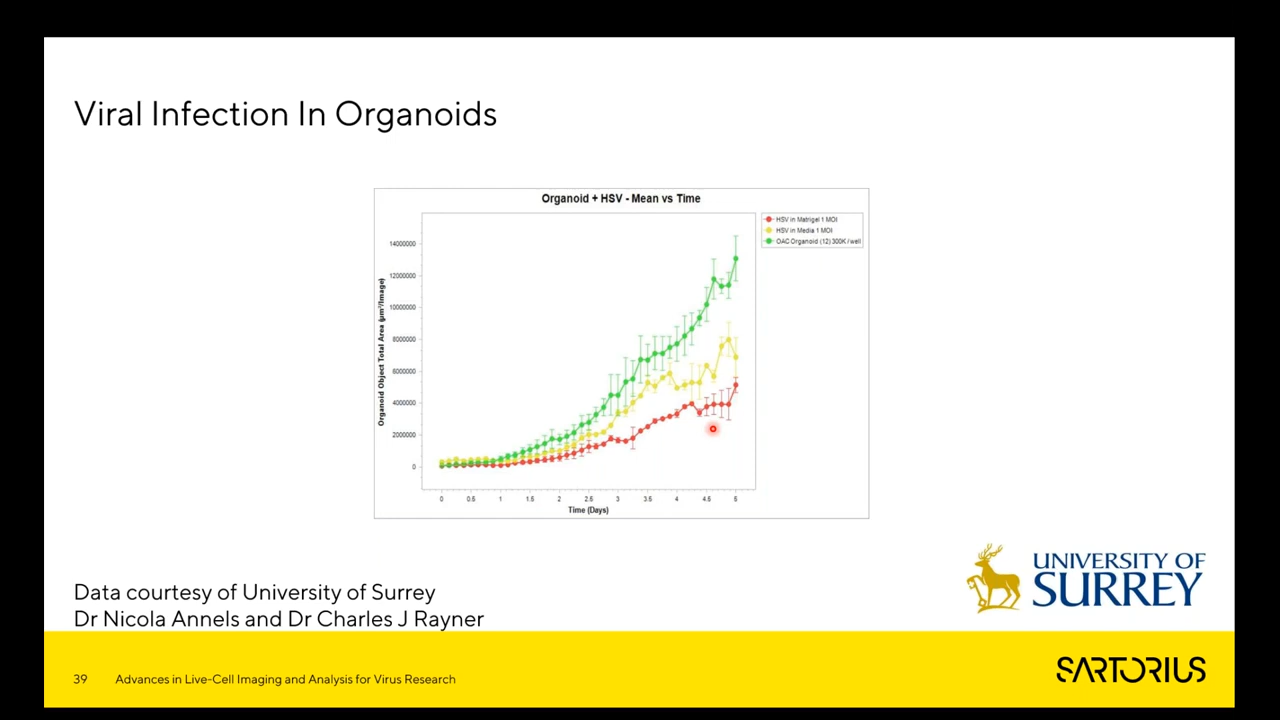 Viral Infection In Organoids
Organoid + HSV - Mean vs Time
HSV in Matrigel 1 MOI
HSV in Media 1 MOI
OAC Organoid (12) 300K / well
Organoid Object Total Area (µm²/Image)
14000000
12000000
10000000
8000000
6000000
4000000
2000000
0
0 0.5 1 1.5 2 2.5 3 3.5 4 4.5 5
Time (Days)
Data courtesy of University of Surrey
Dr Nicola Annels and Dr Charles J Rayner
UNIVERSITY OF
SURREY
39 Advances in Live-Cell Imaging and Analysis for Virus Research
SARTORIUS